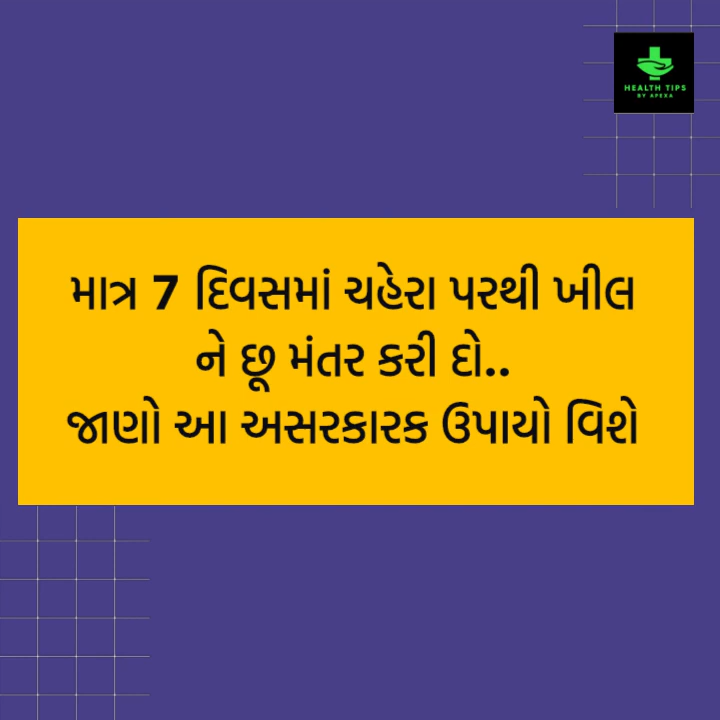 HEALTH TIPS
BY APEXA
માત્ર 7 દિવસમાં ચહેરા પરથી ખીલ
ને છૂ મંતર કરી દો..
જાણો આ અસરકારક ઉપાયો વિશે